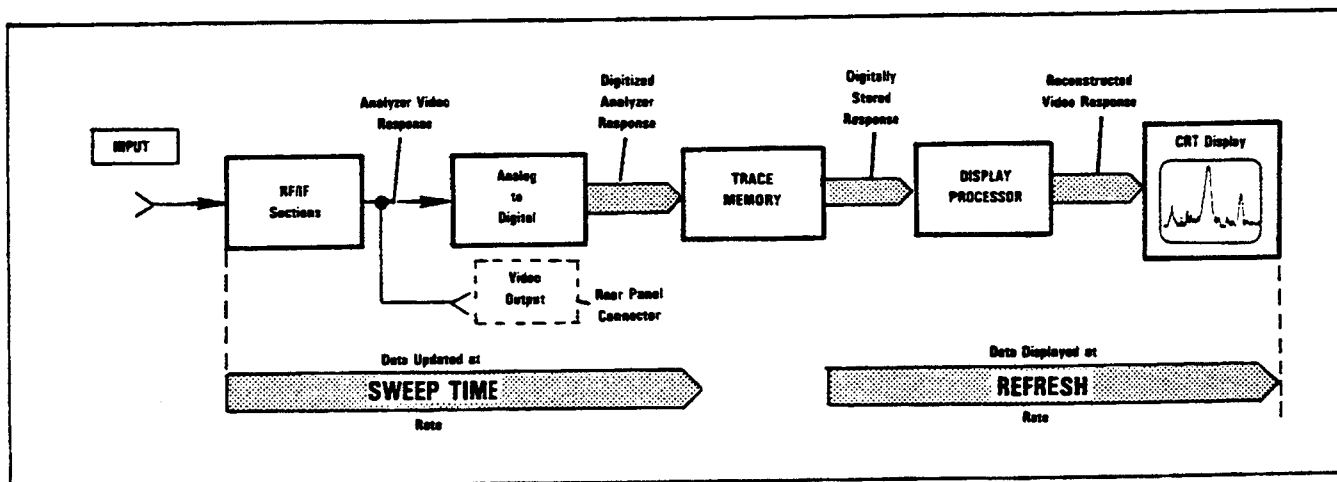 INPUT
RF/IF
Sections
Analyzer Video
Response
Analog
to
Digital
Video
Output
Rear Panel
Connector
Digitized
Analyzer
Response
TRACE
MEMORY
Digitally
Stored
Response
DISPLAY
PROCESSOR
Reconstructed
Video Response
CRT Display
Data Updated at
SWEEP TIME
Rate
Data Displayed at
REFRESH
Rate